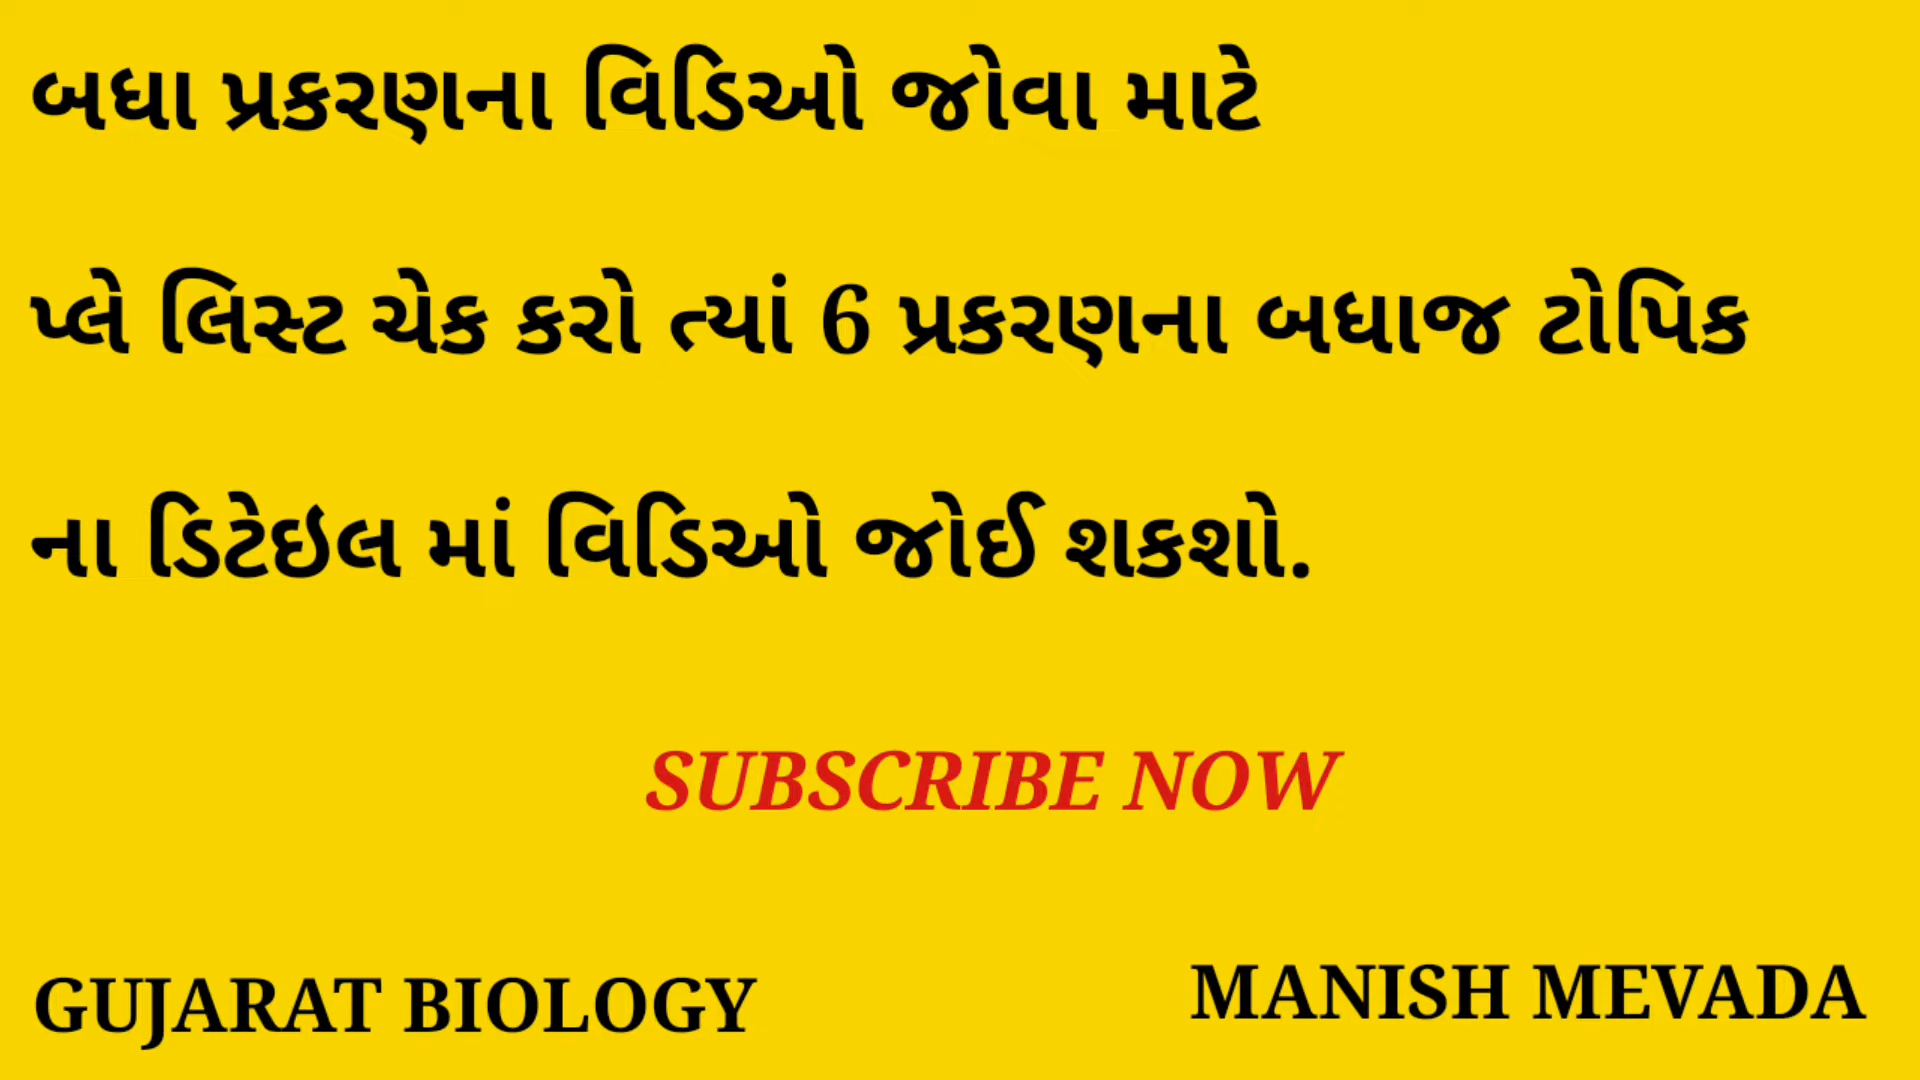 બધા પ્રકરણના વિડિઓ જોવા માટે
પ્લે લિસ્ટ ચેક કરો ત્યાં 6 પ્રકરણના બધાજ ટોપિક
ના ડિટેઇલ માં વિડિઓ જોઈ શકશો.
SUBSCRIBE NOW
GUJARAT BIOLOGY
MANISH MEVADA